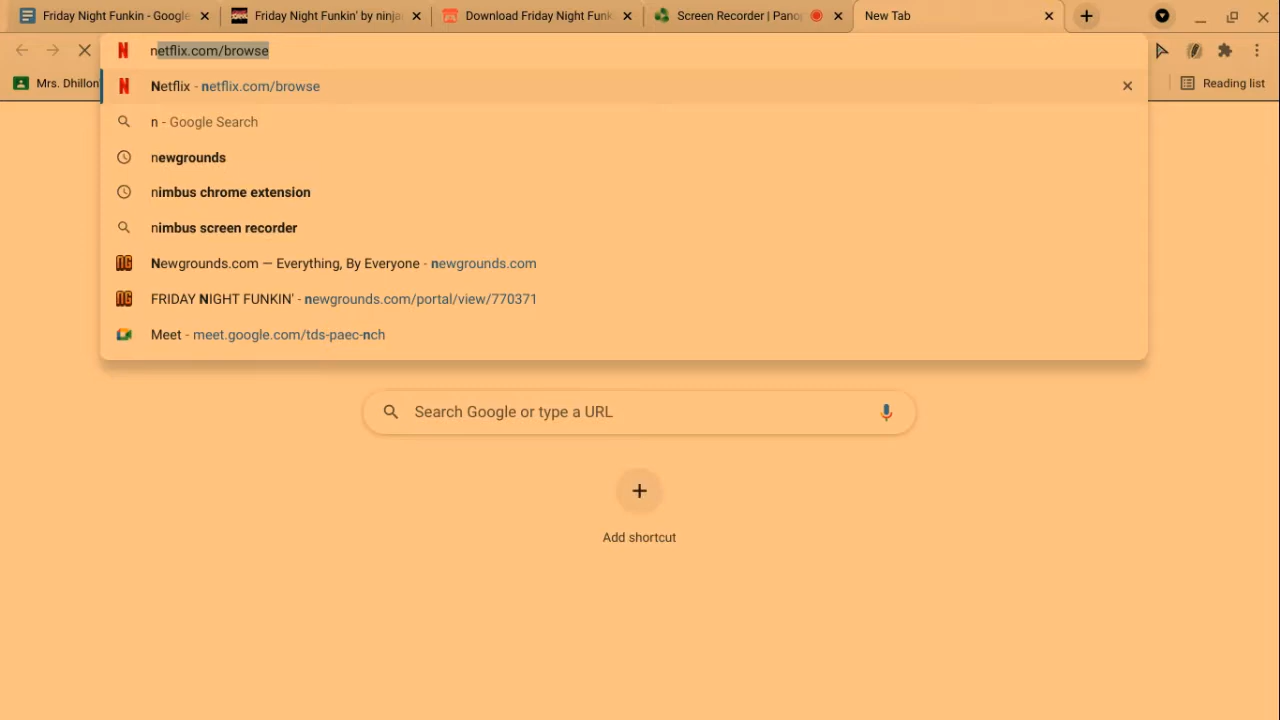 Friday Night Funkin - Google
Friday Night Funkin' by ninja
Download Friday Night Funk
Screen Recorder | Pano
New Tab
netflix.com/browse
Mrs. Dhillon
Reading list
Netflix - netflix.com/browse
n - Google Search
newgrounds
nimbus chrome extension
nimbus screen recorder
Newgrounds.com — Everything, By Everyone - newgrounds.com
FRIDAY NIGHT FUNKIN' - newgrounds.com/portal/view/770371
Meet - meet.google.com/tds-paec-nch
Search Google or type a URL
Add shortcut